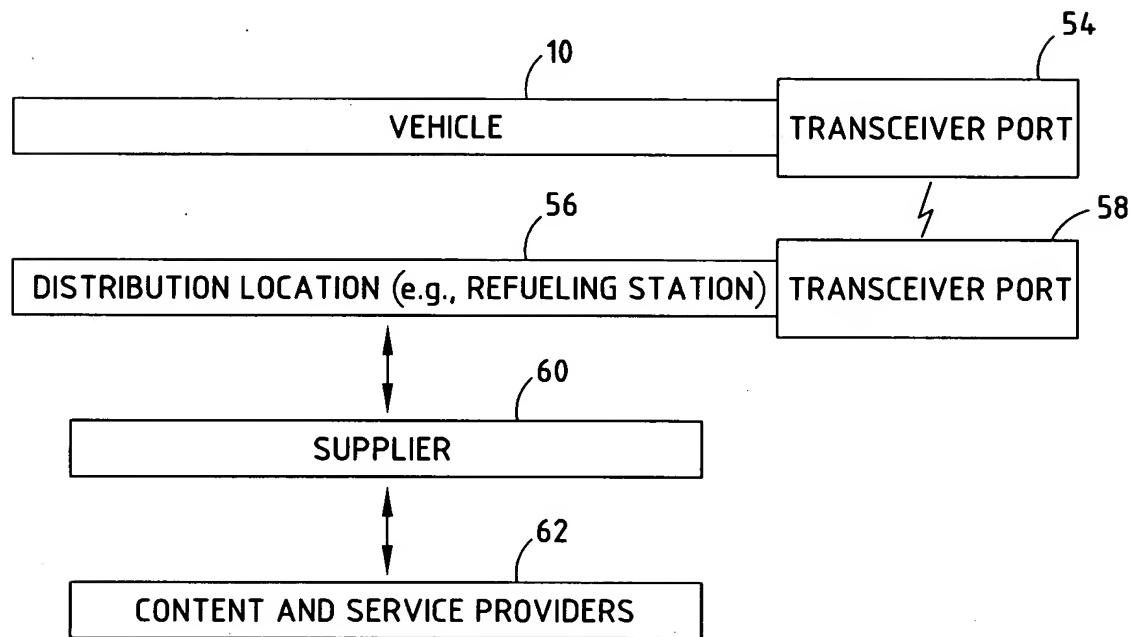 10
54
VEHICLE
TRANSCEIVER PORT
56
58
DISTRIBUTION LOCATION (e.g., REFUELING STATION)
TRANSCEIVER PORT
60
SUPPLIER
62
CONTENT AND SERVICE PROVIDERS